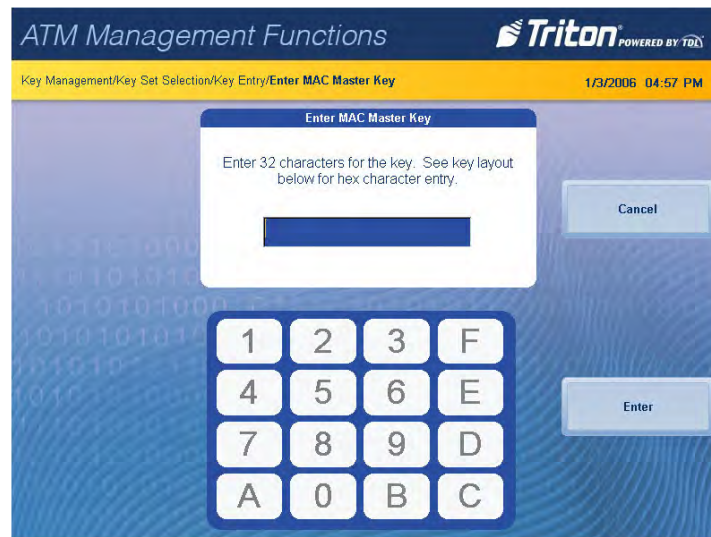 ATM Management Functions
Triton POWERED BY TDL
Key Management/Key Set Selection/Key Entry/Enter MAC Master Key
1/3/2006 04:57 PM
Enter MAC Master Key
Enter 32 characters for the key. See key layout
below for hex character entry.
Cancel
1 2 3 F
4 5 6 E
Enter
7 8 9 D
A 0 B C